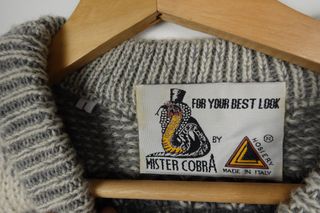 FOR YOUR BEST LOOK
BY
MISTER COBRA
HOSIERY
MADE IN ITALY